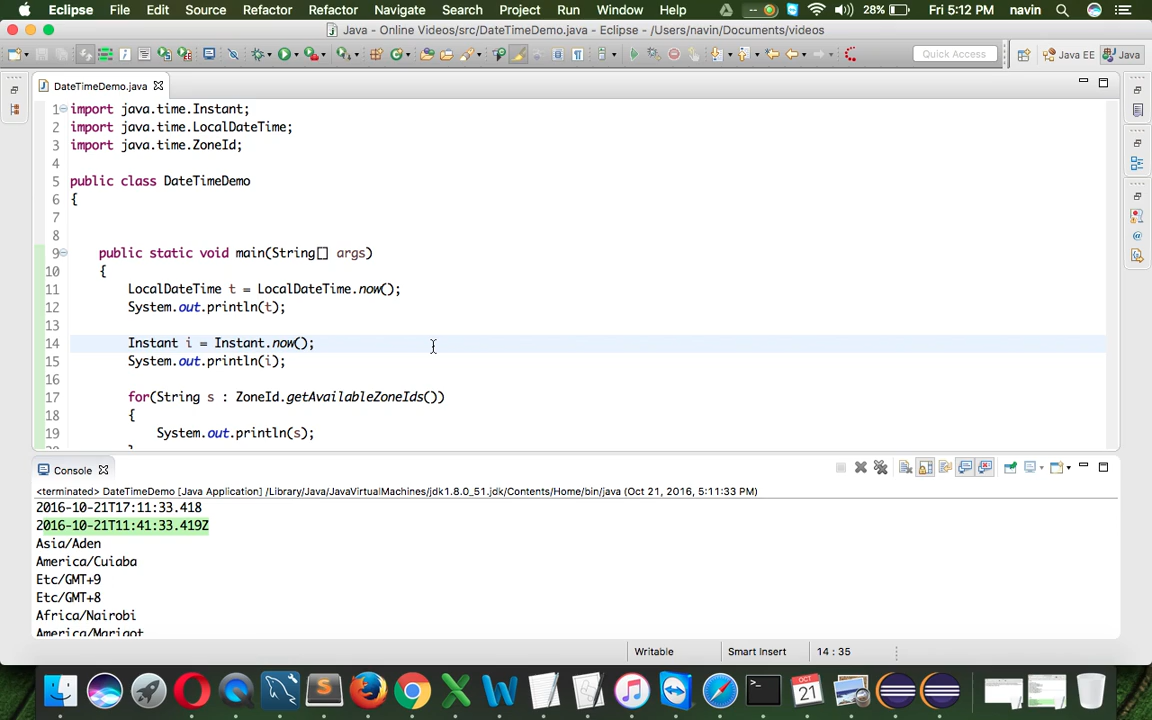 Eclipse File Edit Source Refactor Refactor Navigate Search Project Run Window Help 28% Fri 5:12 PM navin
Java - Online Videos/src/DateTimeDemo.java - Eclipse - /Users/navin/Documents/videos
Quick Access Java EE Java
DateTimeDemo.java
1 import java.time.Instant;
2 import java.time.LocalDateTime;
3 import java.time.ZoneId;
4
5 public class DateTimeDemo
6 {
7
8
9 public static void main(String[] args)
10 {
11 LocalDateTime t = LocalDateTime.now();
12 System.out.println(t);
13
14 Instant i = Instant.now();
15 System.out.println(i);
16
17 for(String s : ZoneId.getAvailableZoneIds())
18 {
19 System.out.println(s);
Console
<terminated> DateTimeDemo [Java Application] /Library/Java/JavaVirtualMachines/jdk1.8.0_51.jdk/Contents/Home/bin/java (Oct 21, 2016, 5:11:33 PM)
2016-10-21T17:11:33.418
2016-10-21T11:41:33.419Z
Asia/Aden
America/Cuiaba
Etc/GMT+9
Etc/GMT+8
Africa/Nairobi
America/Marigot
Writable Smart Insert 14 : 35
OCT
21